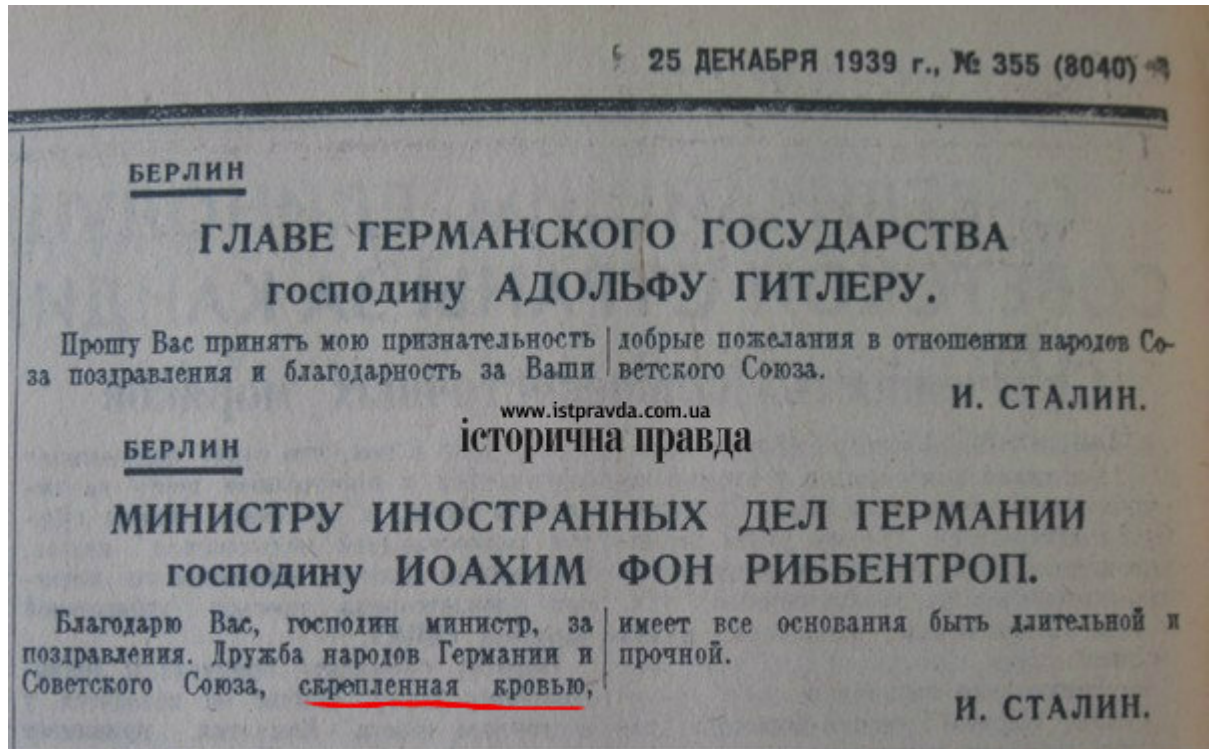 25 ДЕКАБРЯ 1939 г., № 355 (8040)
БЕРЛИН
ГЛАВЕ ГЕРМАНСКОГО ГОСУДАРСТВА
господину АДОЛЬФУ ГИТЛЕРУ.
Прошу Вас принять мою признательность
за поздравления и благодарность за Ваши
добрые пожелания в отношении народов Со-
ветского Союза.
И. СТАЛИН.
www.istpravda.com.ua
історична правда
БЕРЛИН
МИНИСТРУ ИНОСТРАННЫХ ДЕЛ ГЕРМАНИИ
господину ИОАХИМ ФОН РИББЕНТРОП.
Благодарю Вас, господин министр, за
поздравления. Дружба народов Германии и
Советского Союза, скрепленная кровью,
имеет все основания быть длительной и
прочной.
И. СТАЛИН.